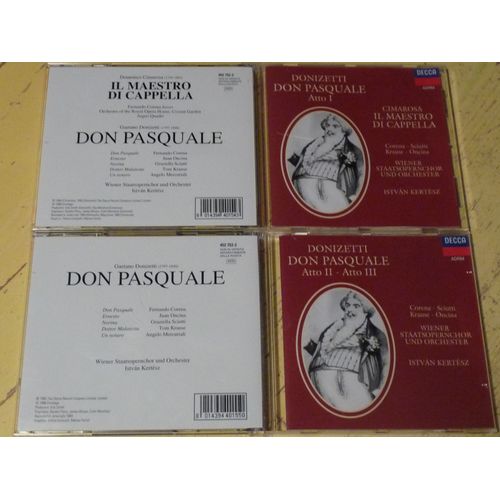 Domenico Cimarosa
IL MAESTRO
DI CAPPELLA
Fernando Corena
Orchestra of the Royal Opera House, Covent Garden
Argeo Quadri
Gaetano Donizetti
DON PASQUALE
Don Pasquale Fernando Corena
Ernesto Juan Oncina
Norina Graziella Sciutti
Dottor Malatesta Tom Krause
Un notaro Angelo Mercuriali
Wiener Staatsopernchor und Orchester
István Kertész
DONIZETTI
DON PASQUALE
Atto I
DECCA
CIMAROSA
IL MAESTRO
DI CAPPELLA
Corena · Sciutti
Krause · Oncina
WIENER
STAATSOPERNCHOR
UND ORCHESTER
ISTVÁN KERTÉSZ
Gaetano Donizetti
DON PASQUALE
Don Pasquale Fernando Corena
Ernesto Juan Oncina
Norina Graziella Sciutti
Dottor Malatesta Tom Krause
Un notaro Angelo Mercuriali
Wiener Staatsopernchor und Orchester
István Kertész
8 014394 401550
DONIZETTI
DON PASQUALE
Atto II · Atto III
DECCA
Corena · Sciutti
Krause · Oncina
WIENER
STAATSOPERNCHOR
UND ORCHESTER
ISTVÁN KERTÉSZ